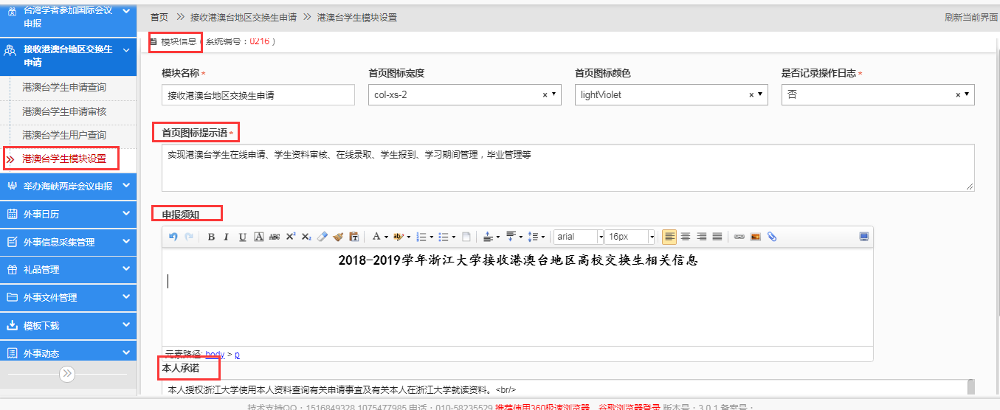 台湾学者参加国际会议
申报
接收港澳台地区交换生
申请
港澳台学生申请查询
港澳台学生申请审核
港澳台学生用户查询
港澳台学生模块设置
举办海峡两岸会议申报
外事日历
外事信息采集管理
礼品管理
外事文件管理
模板下载
外事动态
首页 >> 接收港澳台地区交换生申请 >> 港澳台学生模块设置
刷新当前界面
模块信息 ( 系统编号：0216 )
模块名称*
首页图标宽度
首页图标颜色
是否记录操作日志*
接收港澳台地区交换生申请
col-xs-2 ×
lightViolet ×
否 ×
首页图标提示语*
实现港澳台学生在线申请、学生资料审核、在线录取、学生报到、学习期间管理，毕业管理等
申报须知
B I U A ABC X² X₂ A ab arial 16px
2018-2019学年浙江大学接收港澳台地区高校交换生相关信息
元素路径: body > p
本人承诺
本人授权浙江大学使用本人资料查询有关申请事宜及有关本人在浙江大学就读资料。<br/>
技术支持QQ：1516849328 1075477985 电话：010-58235529 推荐使用360极速浏览器、谷歌浏览器登录 版本号：3.0.1 备案号：